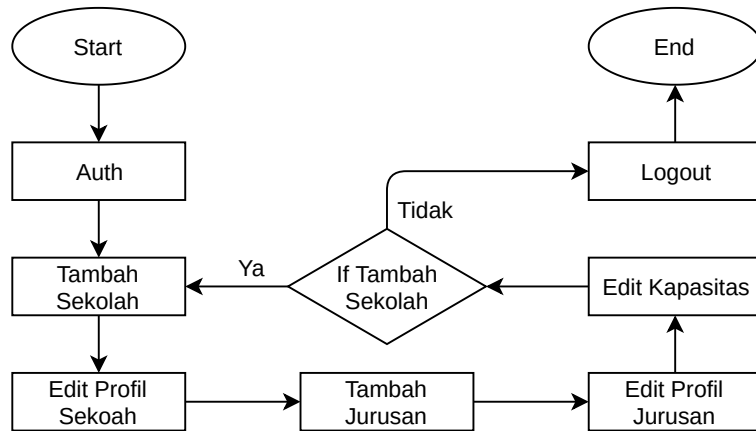 Start
End
Auth
Logout
Tidak
Tambah
Sekolah
Ya
If Tambah
Sekolah
Edit Kapasitas
Edit Profil
Sekoah
Tambah
Jurusan
Edit Profil
Jurusan